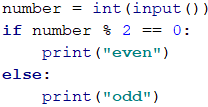 number = int(input())
if number % 2 == 0:
    print("even")
else:
    print("odd")